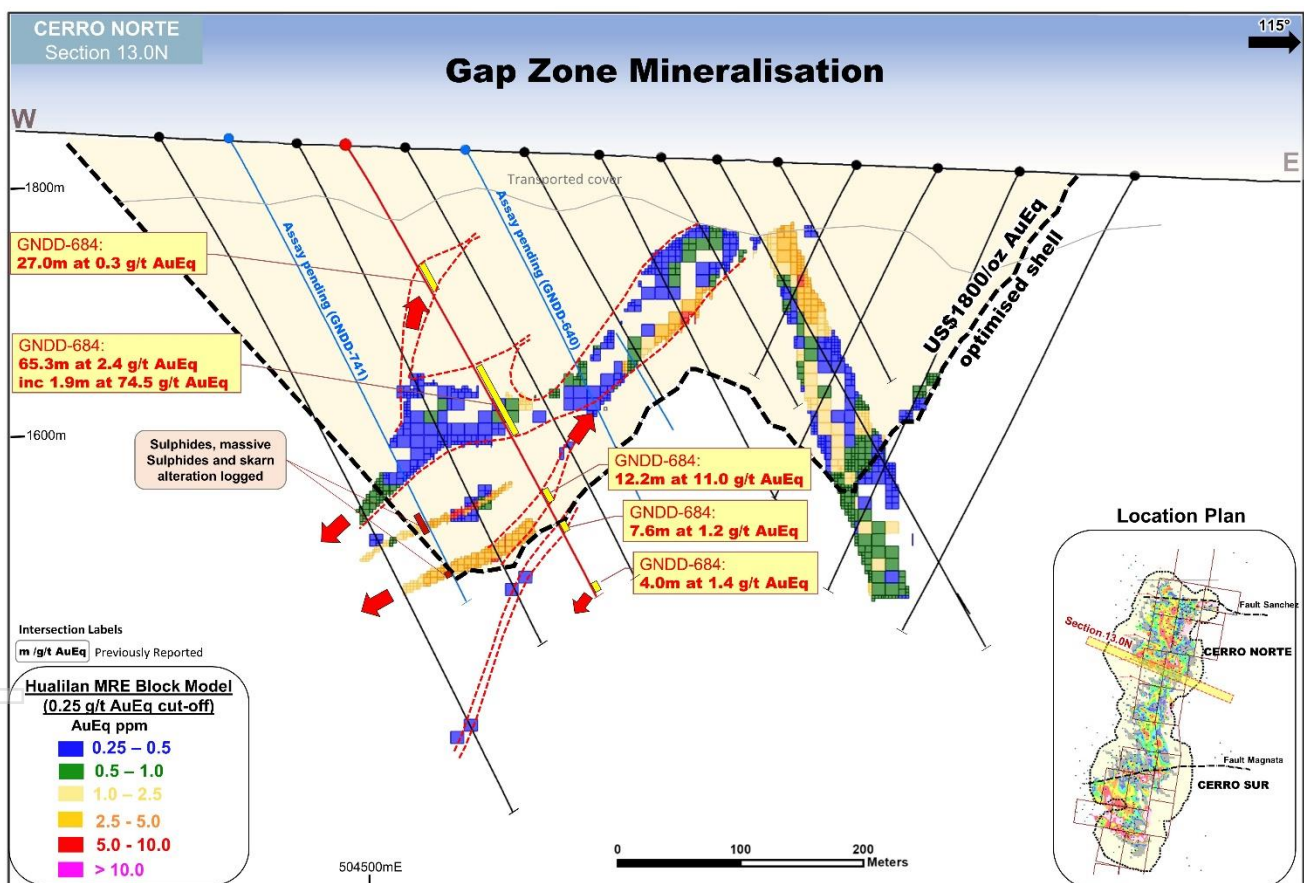 CERRO NORTE
Section 13.0N
115°
Gap Zone Mineralisation
W
E
Transported cover
1800m
GNDD-684:
27.0m at 0.3 g/t AuEq
Assay pending (GNDD-741)
Assay pending (GNDD-640)
US$1800/oz AuEq
optimised shell
GNDD-684:
65.3m at 2.4 g/t AuEq
inc 1.9m at 74.5 g/t AuEq
1600m
Sulphides, massive
Sulphides and skarn
alteration logged
GNDD-684:
12.2m at 11.0 g/t AuEq
GNDD-684:
7.6m at 1.2 g/t AuEq
GNDD-684:
4.0m at 1.4 g/t AuEq
Location Plan
Fault Sanchez
Section 13.0N
CERRO NORTE
Fault Magnata
CERRO SUR
Intersection Labels
m /g/t AuEq Previously Reported
Hualilan MRE Block Model
(0.25 g/t AuEq cut-off)
AuEq ppm
0.25 – 0.5
0.5 – 1.0
1.0 – 2.5
2.5 - 5.0
5.0 - 10.0
> 10.0
504500mE
0 100 200
Meters